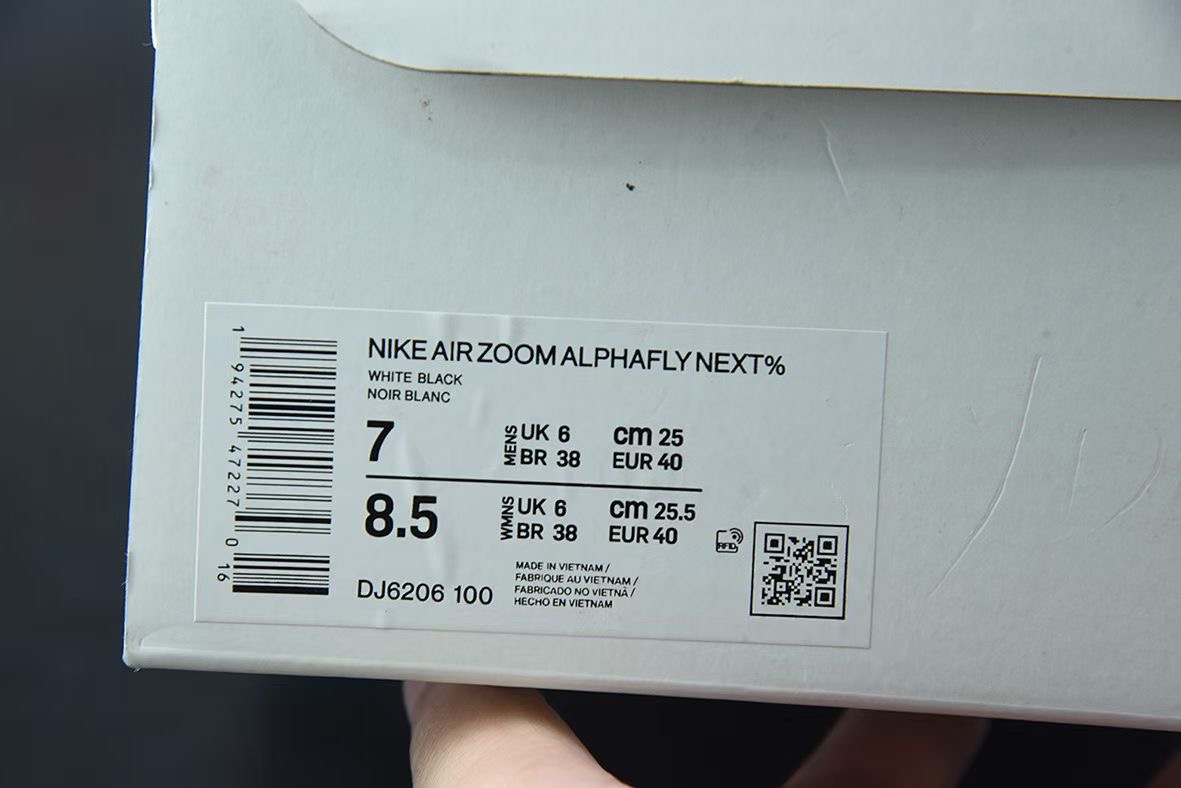 NIKE AIR ZOOM ALPHAFLY NEXT%
WHITE BLACK
NOIR BLANC
7 MENS UK 6 cm 25
BR 38 EUR 40
8.5 WMNS UK 6 cm 25.5
BR 38 EUR 40
DJ6206 100
MADE IN VIETNAM /
FABRIQUE AU VIETNAM /
FABRICADO NO VIETNÃ /
HECHO EN VIETNAM
RFID
1 94275 47227 0 16